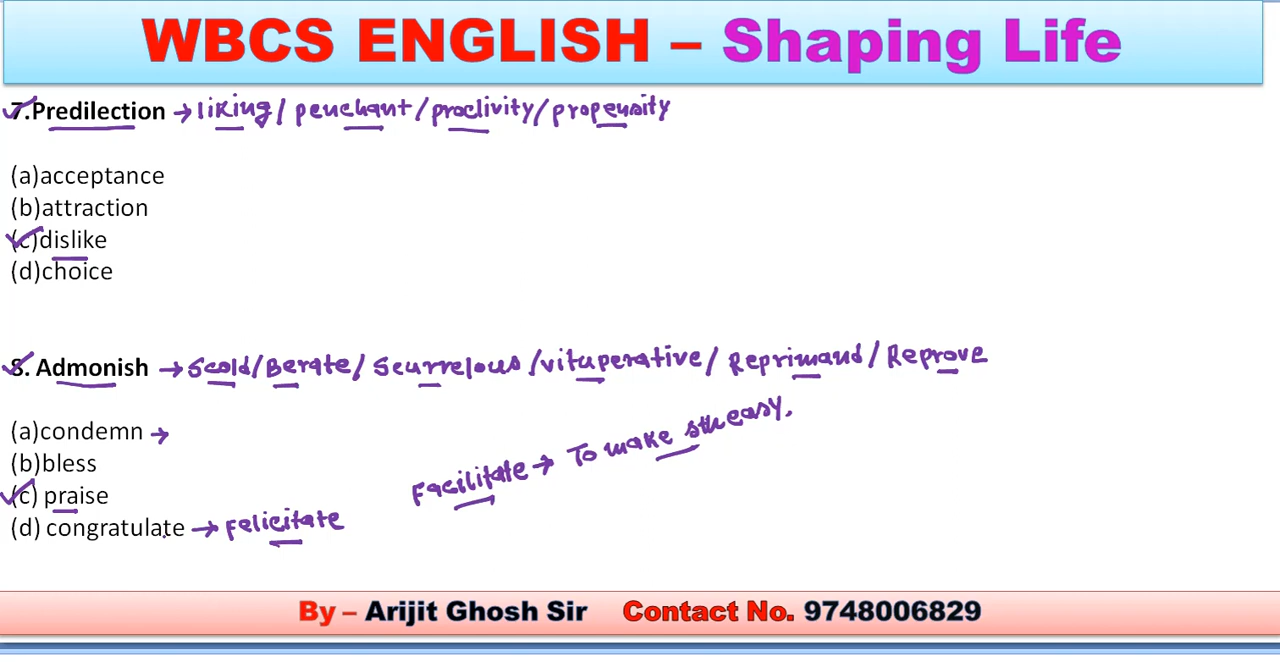 WBCS ENGLISH – Shaping Life
7.Predilection → liking / penchant / proclivity / propensity
(a)acceptance
(b)attraction
(c)dislike
(d)choice
8. Admonish → Scold / Berate / Scurrelous / vituperative / Reprimand / Reprove
(a)condemn →
(b)bless
(c) praise
(d) congratulate → Felicitate
Facilitate → To make sth easy.
By – Arijit Ghosh Sir Contact No. 9748006829